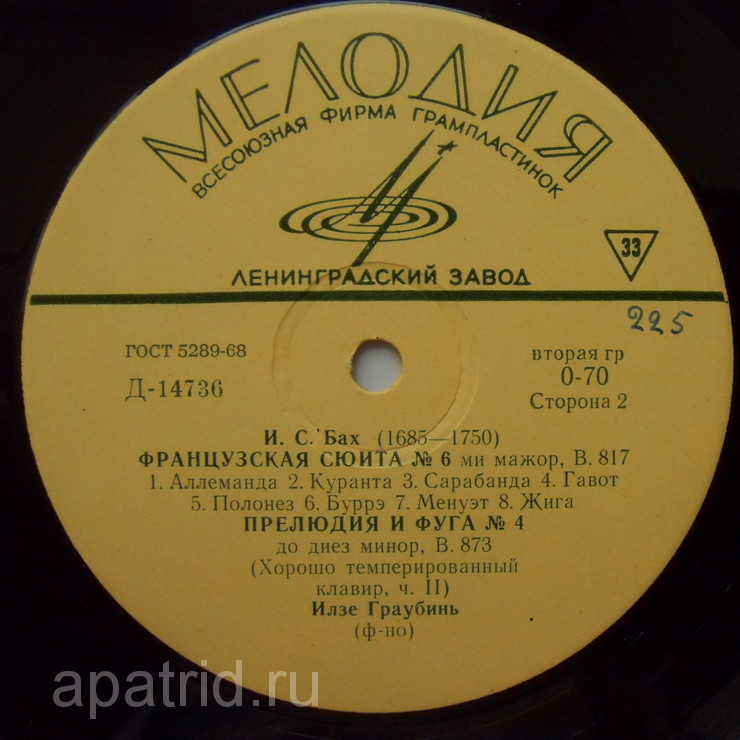 МЕЛОДИЯ
ВСЕСОЮЗНАЯ ФИРМА ГРАМПЛАСТИНОК
33
ЛЕНИНГРАДСКИЙ ЗАВОД
225
ГОСТ 5289-68
вторая гр
Д-14736
0-70
Сторона 2
И. С. Бах (1685—1750)
ФРАНЦУЗСКАЯ СЮИТА № 6 ми мажор, В. 817
1. Аллеманда 2. Куранта 3. Сарабанда 4. Гавот
5. Полонез 6. Буррэ 7. Менуэт 8. Жига
ПРЕЛЮДИЯ И ФУГА № 4
до диез минор, В. 873
(Хорошо темперированный
клавир, ч. II)
Илзе Граубинь
(ф-но)
apatrid.ru